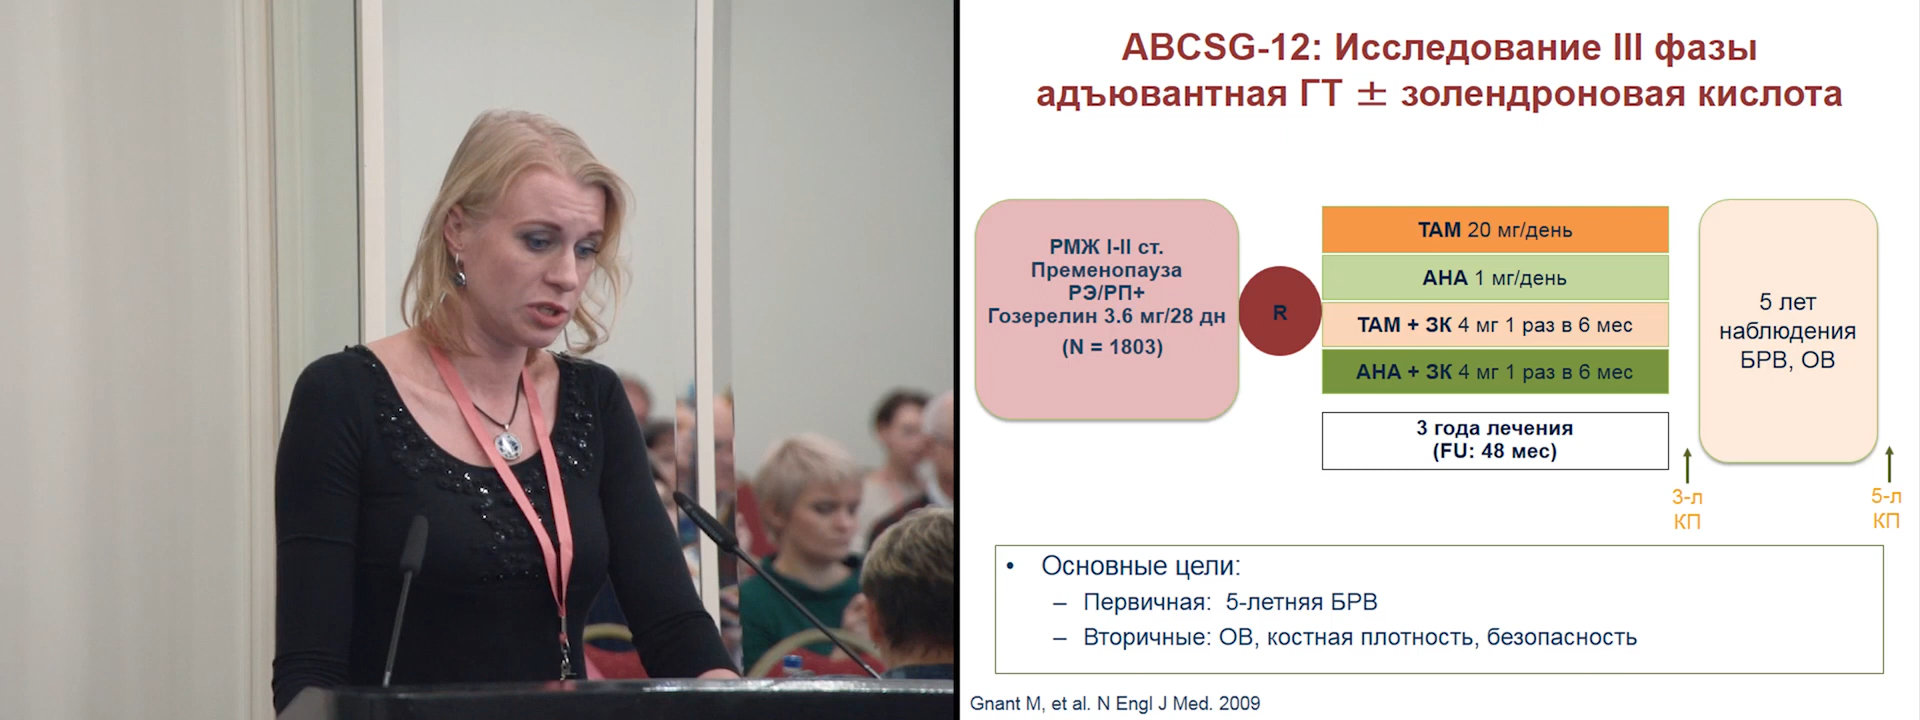 ABCSG-12: Исследование III фазы
адъювантная ГТ ± золендроновая кислота
РМЖ I-II ст.
Пременопауза
РЭ/РП+
Гозерелин 3.6 мг/28 дн
(N = 1803)
R
ТАМ 20 мг/день
АНА 1 мг/день
ТАМ + ЗК 4 мг 1 раз в 6 мес
АНА + ЗК 4 мг 1 раз в 6 мес
3 года лечения
(FU: 48 мес)
5 лет
наблюдения
БРВ, ОВ
3-л
КП
5-л
КП
• Основные цели:
– Первичная: 5-летняя БРВ
– Вторичные: ОВ, костная плотность, безопасность
Gnant M, et al. N Engl J Med. 2009